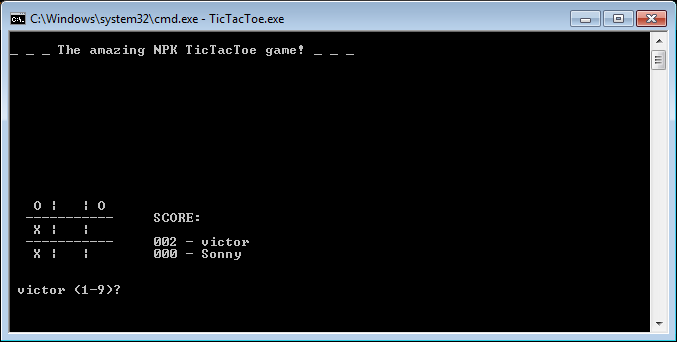 C:\Windows\system32\cmd.exe - TicTacToe.exe
_ _ _ The amazing NPK TicTacToe game! _ _ _
O ¦   ¦ O
-----------
SCORE:
X ¦   ¦
-----------
002 - victor
X ¦   ¦
000 - Sonny
victor (1-9)?